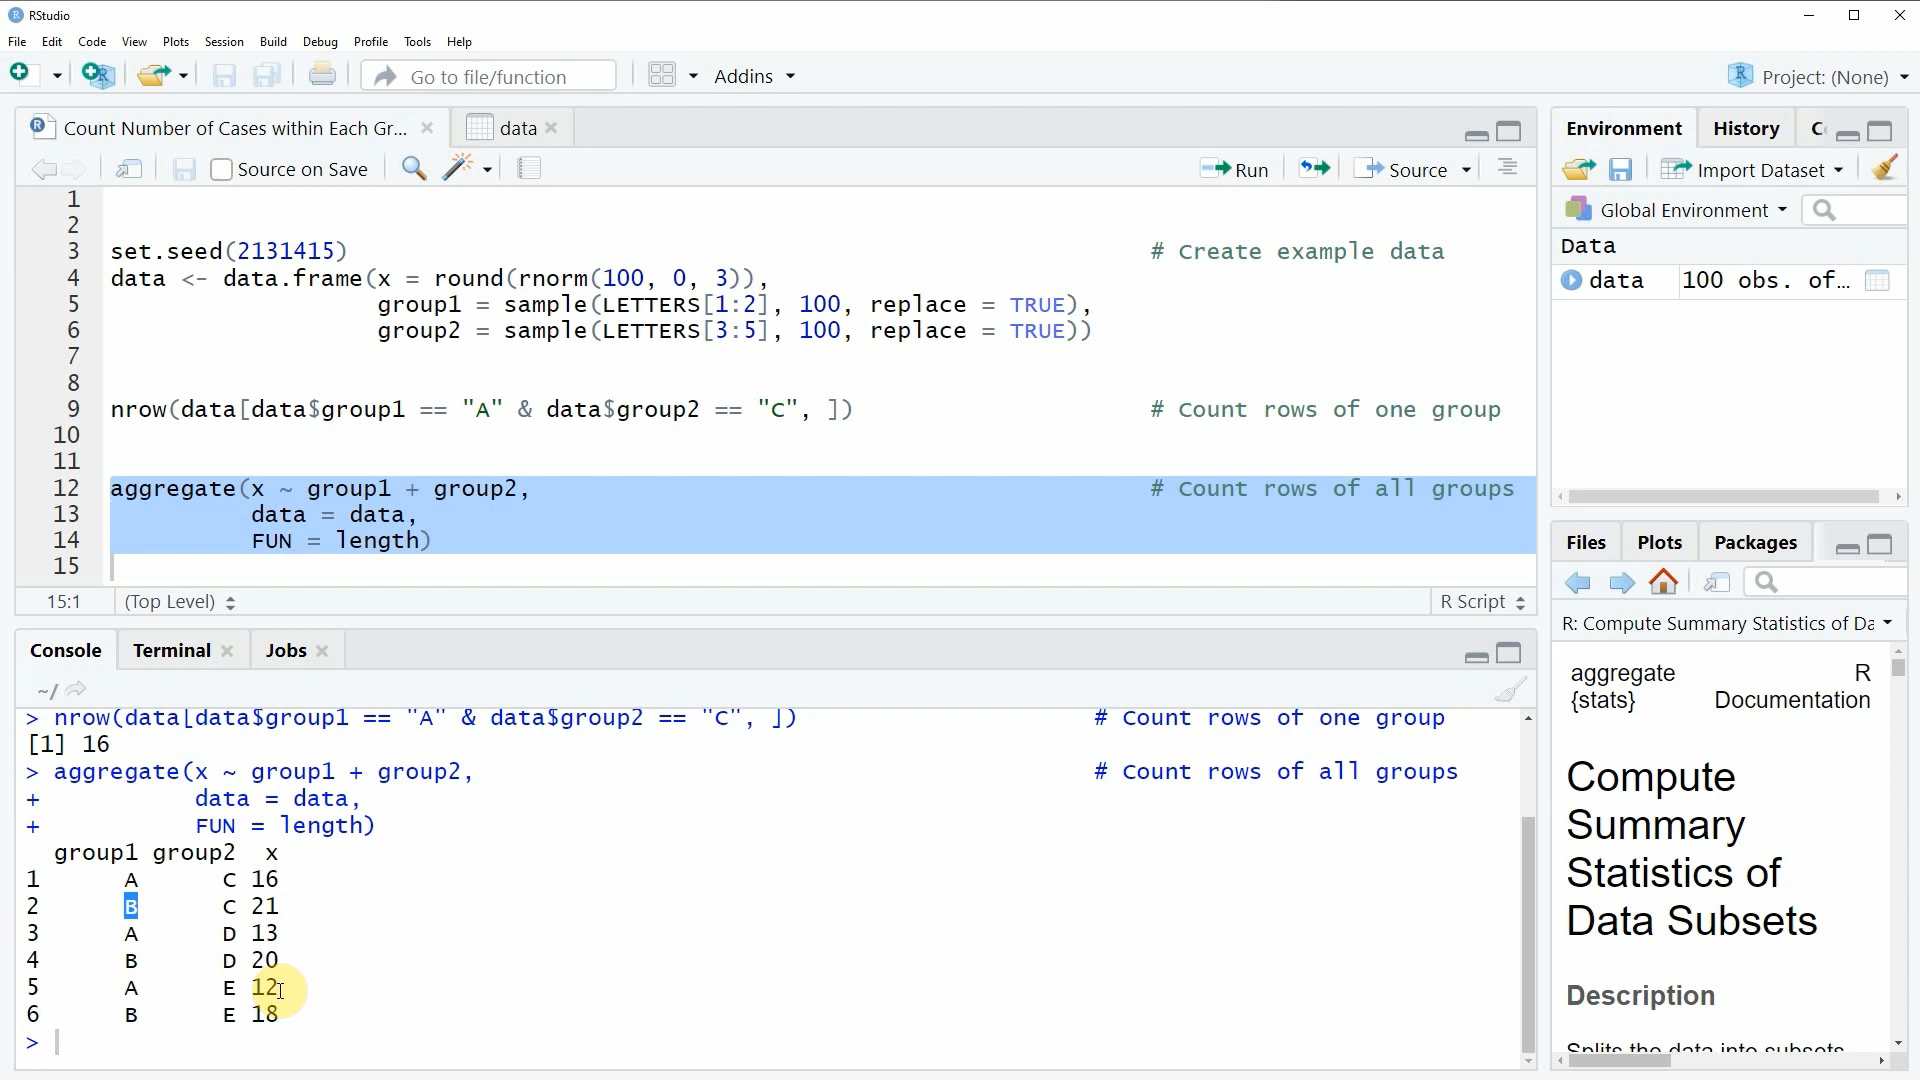 RStudio
File Edit Code View Plots Session Build Debug Profile Tools Help
Go to file/function Addins Project: (None)
Count Number of Cases within Each Gr... data
Source on Save Run Source
1
2
3 set.seed(2131415) # Create example data
4 data <- data.frame(x = round(rnorm(100, 0, 3)),
5 group1 = sample(LETTERS[1:2], 100, replace = TRUE),
6 group2 = sample(LETTERS[3:5], 100, replace = TRUE))
7
8
9 nrow(data[data$group1 == "A" & data$group2 == "C", ]) # Count rows of one group
10
11
12 aggregate(x ~ group1 + group2, # Count rows of all groups
13 data = data,
14 FUN = length)
15
15:1 (Top Level) R Script
Console Terminal Jobs
~/
> nrow(data[data$group1 == "A" & data$group2 == "C", ]) # Count rows of one group
[1] 16
> aggregate(x ~ group1 + group2, # Count rows of all groups
+ data = data,
+ FUN = length)
group1 group2 x
1 A C 16
2 B C 21
3 A D 13
4 B D 20
5 A E 12
6 B E 18
>
Environment History C
Import Dataset
Global Environment
Data
data 100 obs. of...
Files Plots Packages
R: Compute Summary Statistics of Da
aggregate R
{stats} Documentation
Compute
Summary
Statistics of
Data Subsets
Description
Splits the data into subsets